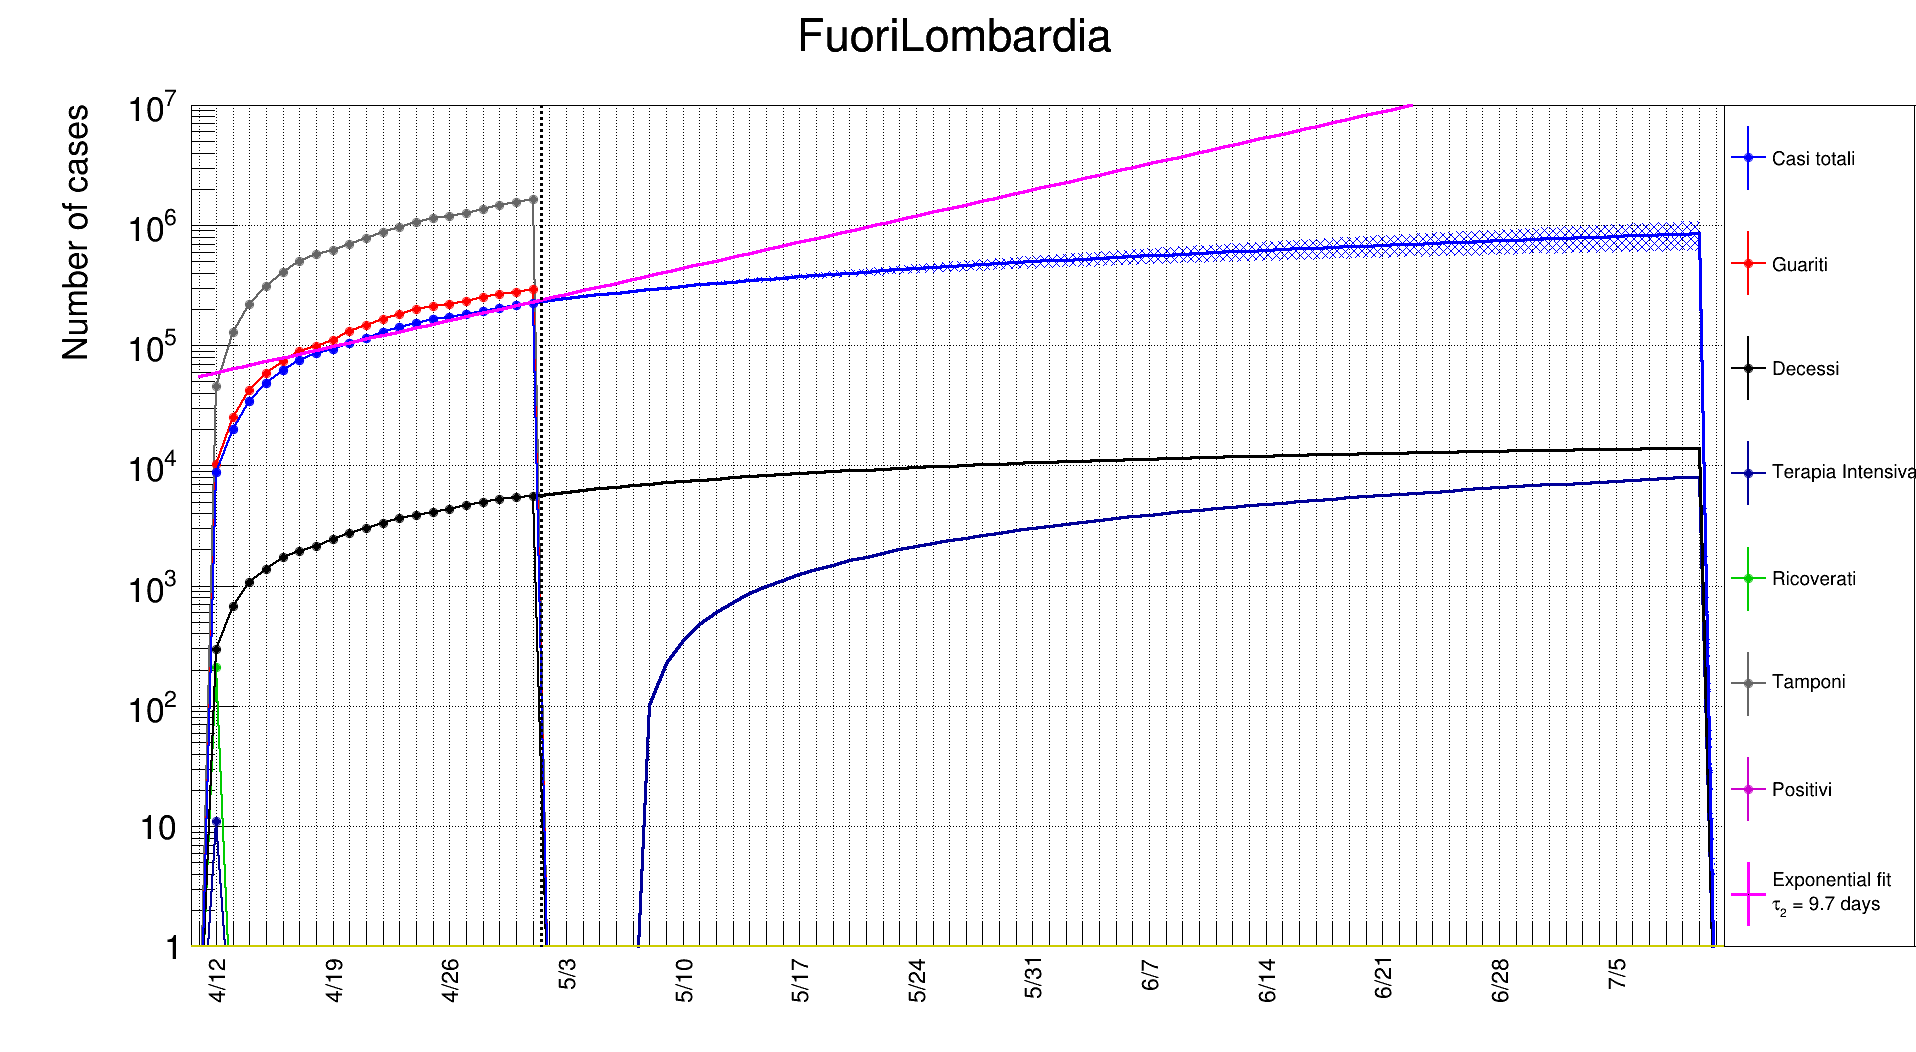 FuoriLombardia
Number of cases
10^7
10^6
10^5
10^4
10^3
10^2
10
1
4/12
4/19
4/26
5/3
5/10
5/17
5/24
5/31
6/7
6/14
6/21
6/28
7/5
Casi totali
Guariti
Decessi
Terapia Intensiva
Ricoverati
Tamponi
Positivi
Exponential fit
τ₂ = 9.7 days